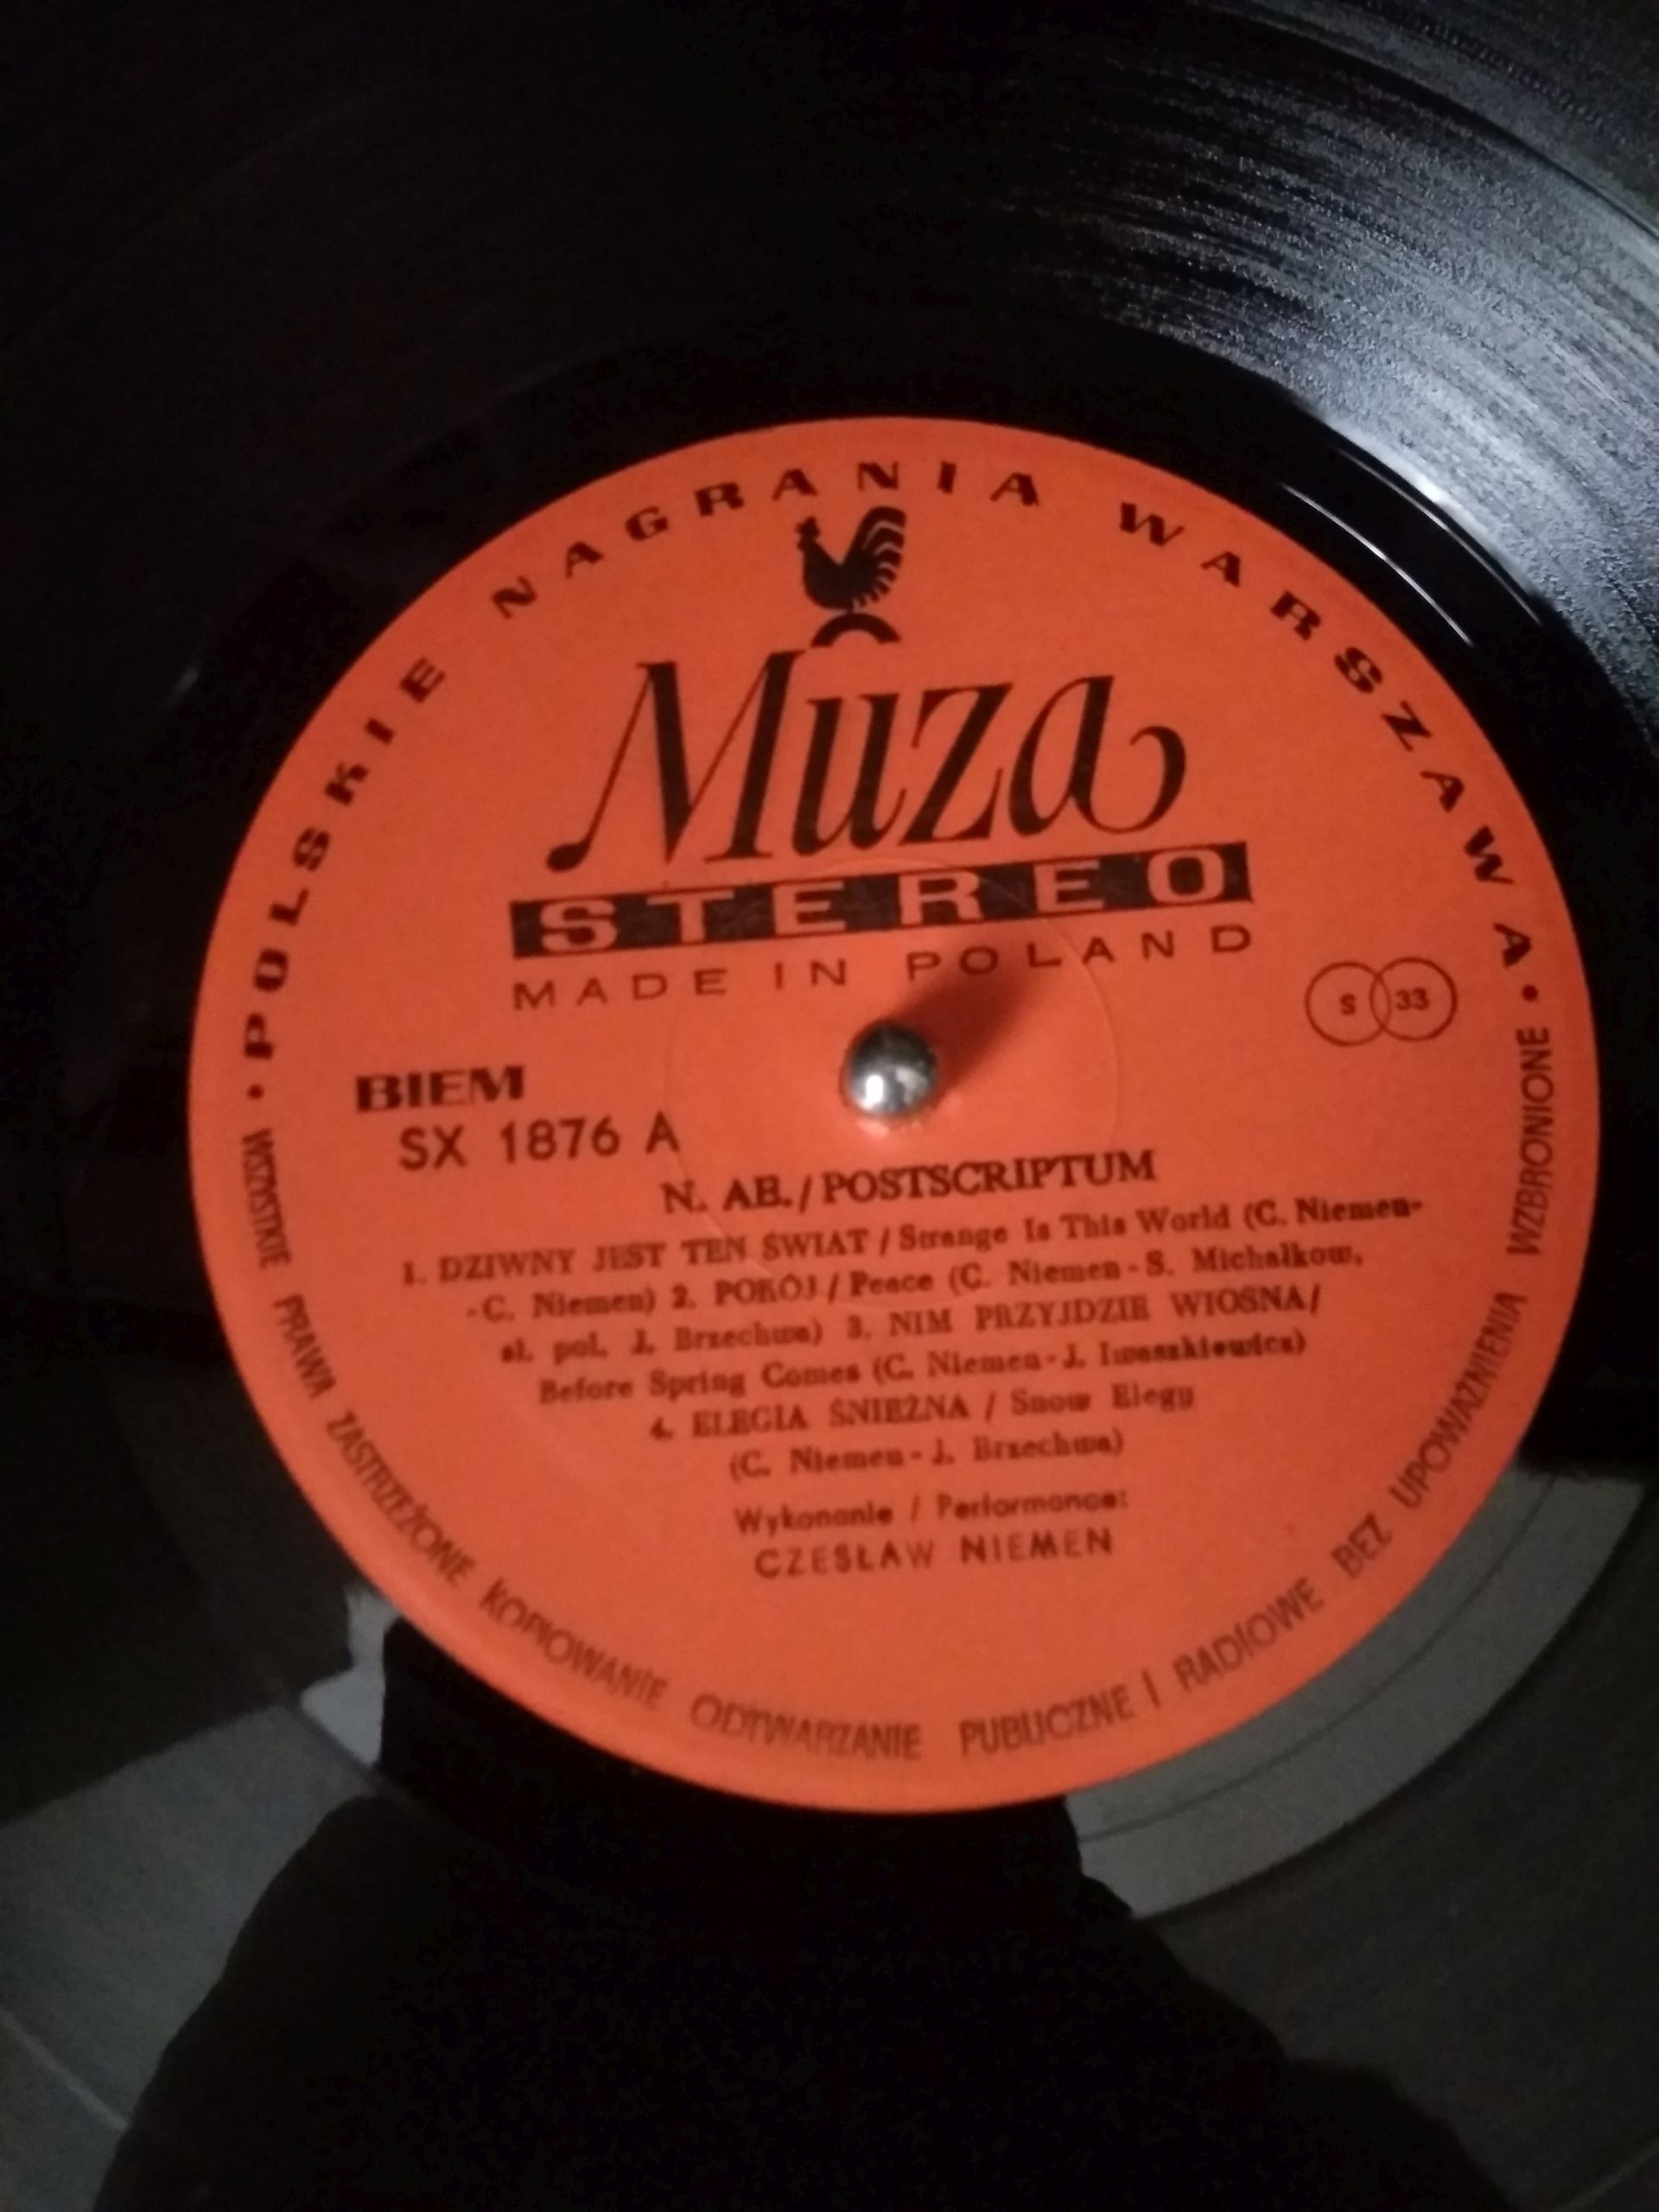 • POLSKIE NAGRANIA WARSZAWA •
Muza
STEREO
MADE IN POLAND
S 33
BIEM
SX 1876 A
N. AE./POSTSCRIPTUM
1. DZIWNY JEST TEN ŚWIAT / Strange Is This World (C. Niemen-
-C. Niemen) 2. POKÓJ / Peace (C. Niemen - S. Michałkow,
sł. pol. J. Brzechwa) 3. NIM PRZYJDZIE WIOSNA/
Before Spring Comes (C. Niemen - J. Iwaszkiewicz)
4. ELEGIA ŚNIEŻNA / Snow Elegy
(C. Niemen - J. Brzechwa)
Wykonanie / Performance:
CZESŁAW NIEMEN
WSZYSTKIE PRAWA ZASTRZEŻONE KOPIOWANIE ODTWARZANIE PUBLICZNE I RADIOWE BEZ UPOWAŻNIENIA WZBRONIONE